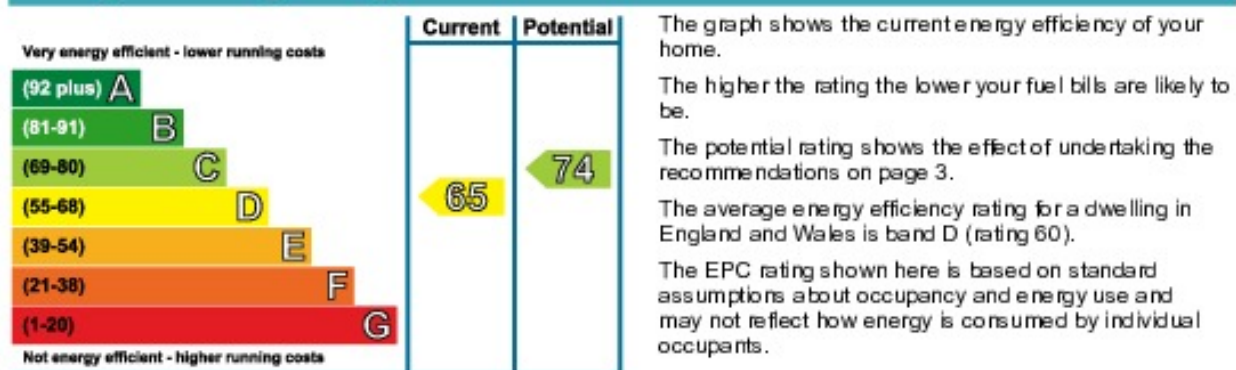 Current Potential
Very energy efficient - lower running costs
(92 plus) A
(81-91) B
(69-80) C
(55-68) D
(39-54) E
(21-38) F
(1-20) G
Not energy efficient - higher running costs
65
74
The graph shows the current energy efficiency of your
home.
The higher the rating the lower your fuel bills are likely to
be.
The potential rating shows the effect of undertaking the
recommendations on page 3.
The average energy efficiency rating for a dwelling in
England and Wales is band D (rating 60).
The EPC rating shown here is based on standard
assumptions about occupancy and energy use and
may not reflect how energy is consumed by individual
occupants.